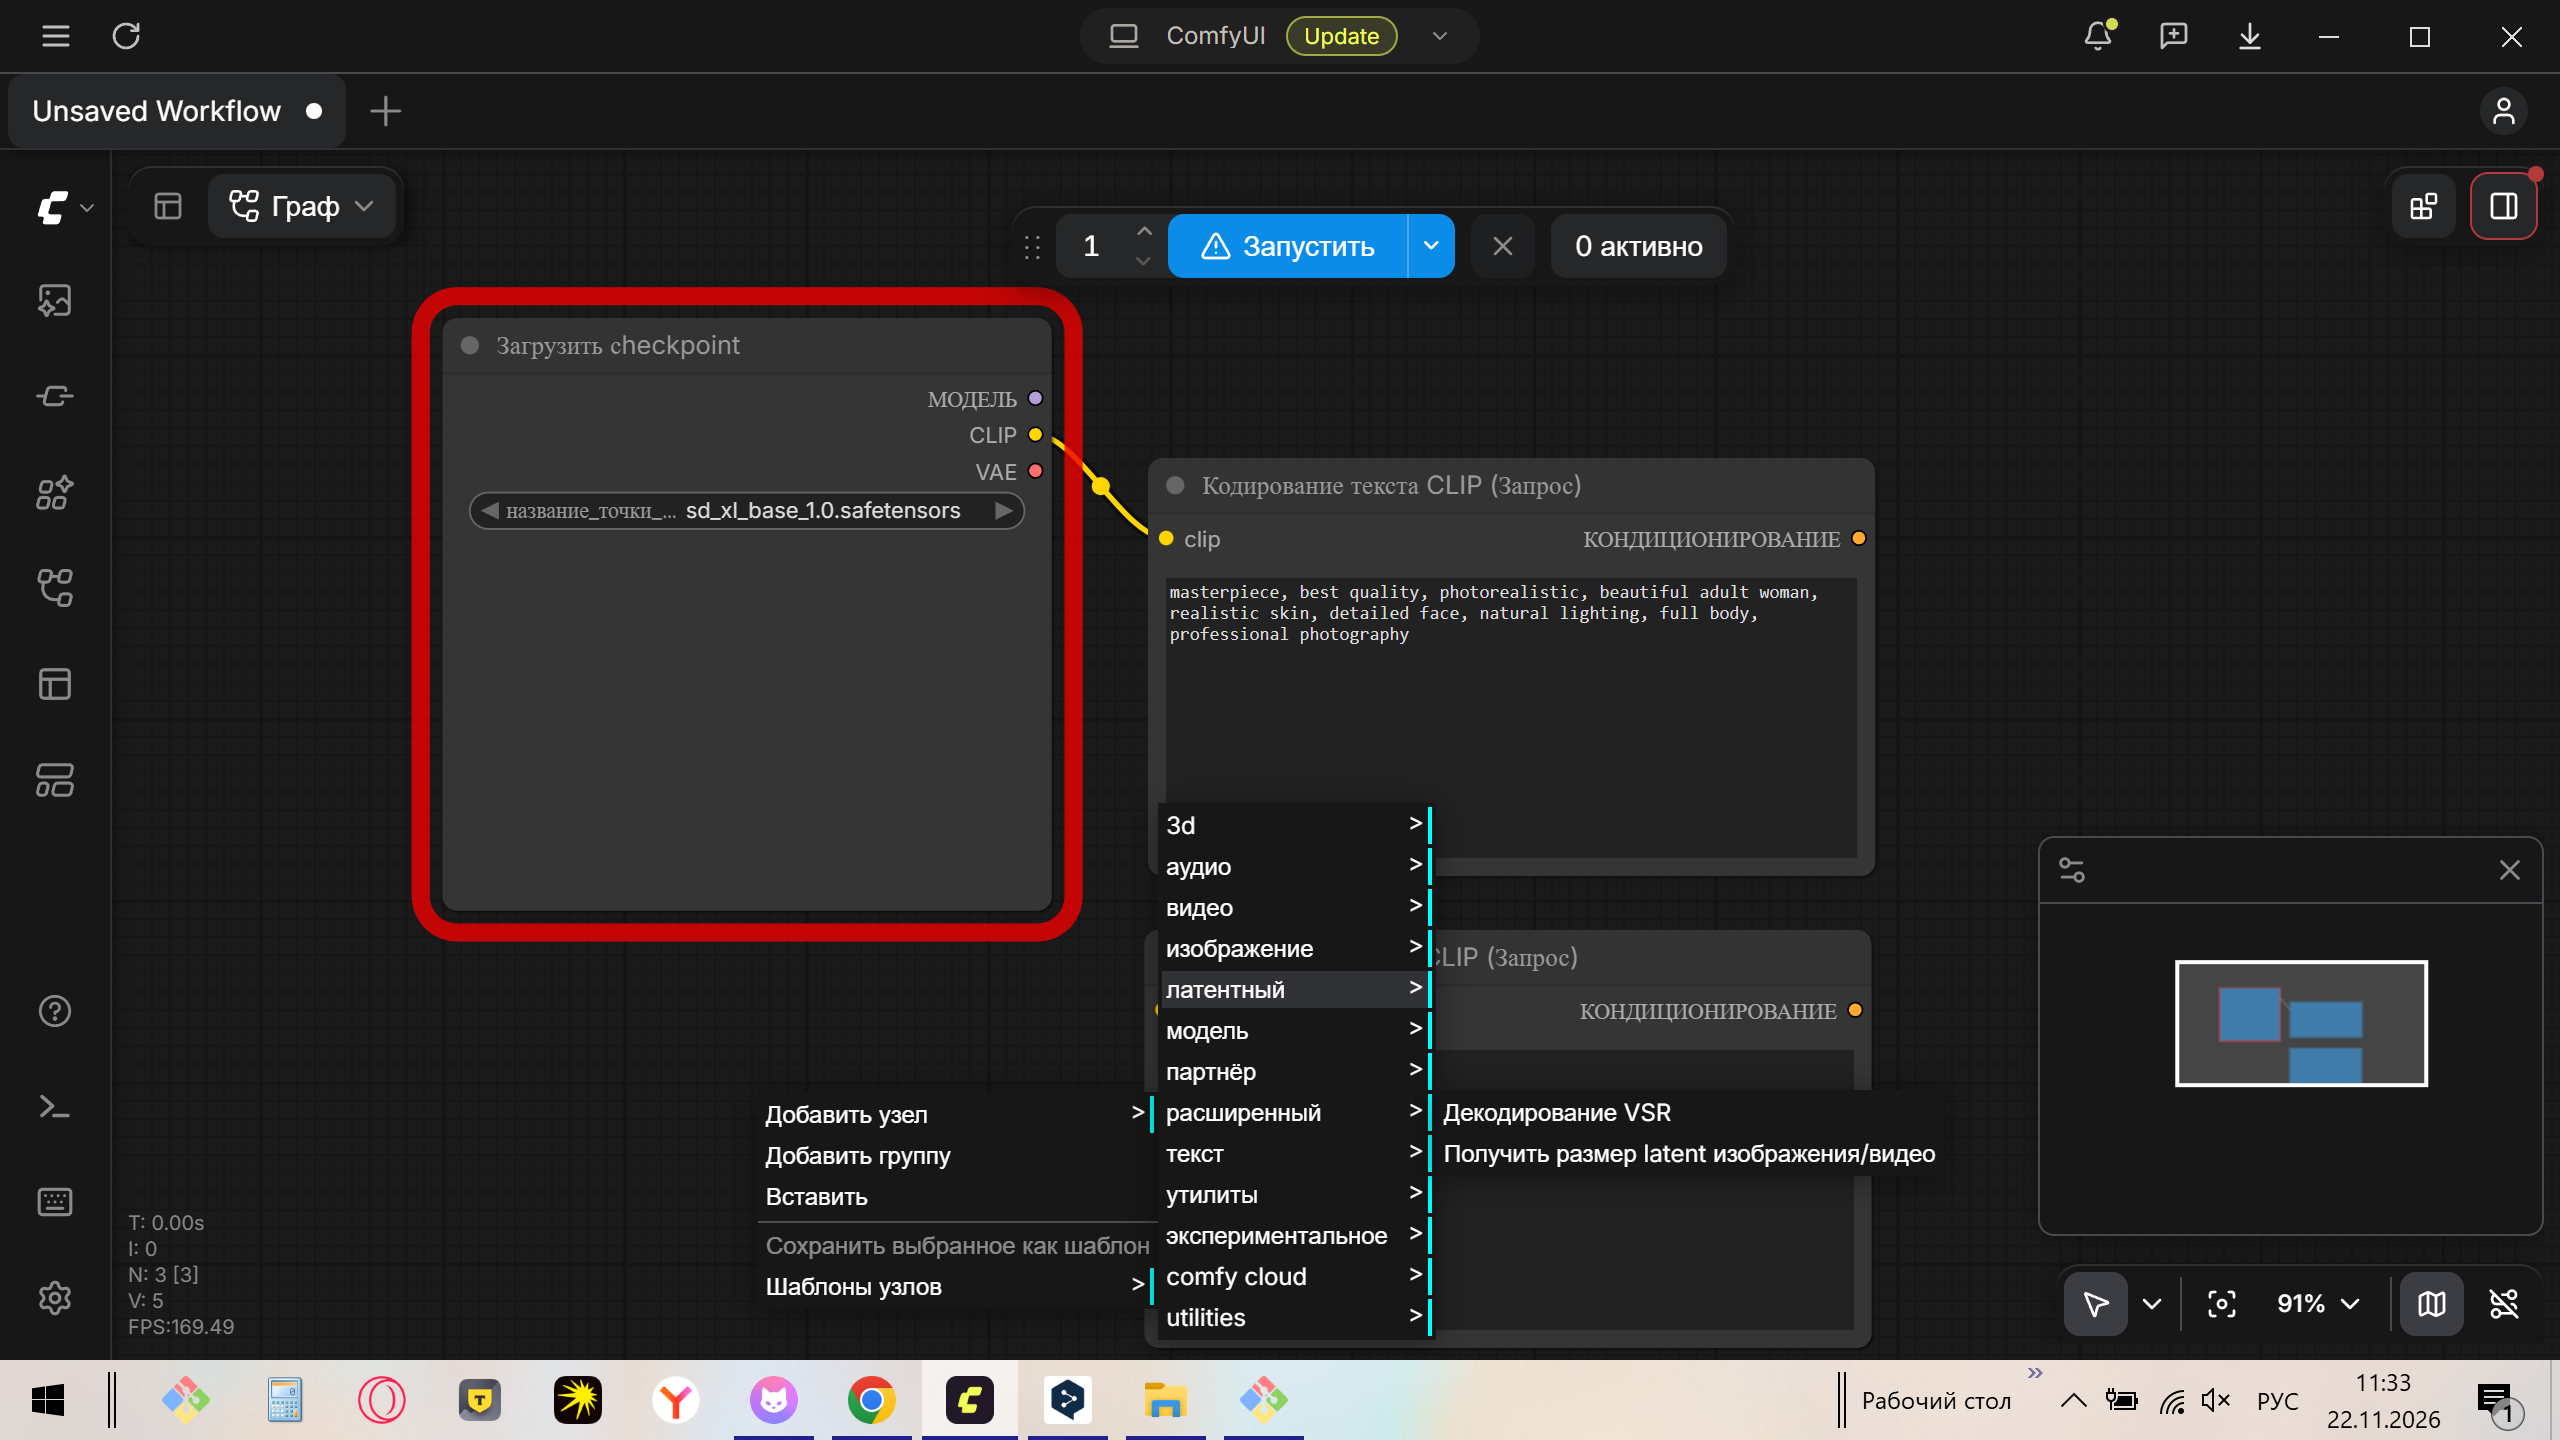 ComfyUI
Update
Unsaved Workflow
Граф
1
Запустить
0 активно
Загрузить checkpoint
МОДЕЛЬ
CLIP
VAE
название_точки_... sd_xl_base_1.0.safetensors
Кодирование текста CLIP (Запрос)
clip
КОНДИЦИОНИРОВАНИЕ
masterpiece, best quality, photorealistic, beautiful adult woman,
realistic skin, detailed face, natural lighting, full body,
professional photography
CLIP (Запрос)
КОНДИЦИОНИРОВАНИЕ
3d >
аудио >
видео >
изображение >
латентный >
модель >
партнёр >
расширенный >
текст >
утилиты >
экспериментальное >
comfy cloud >
utilities >
Декодирование VSR
Получить размер latent изображения/видео
Добавить узел >
Добавить группу
Вставить
Сохранить выбранное как шаблон
Шаблоны узлов >
T: 0.00s
I: 0
N: 3 [3]
V: 5
FPS:169.49
91%
Рабочий стол
»
РУС
11:33
22.11.2026
1